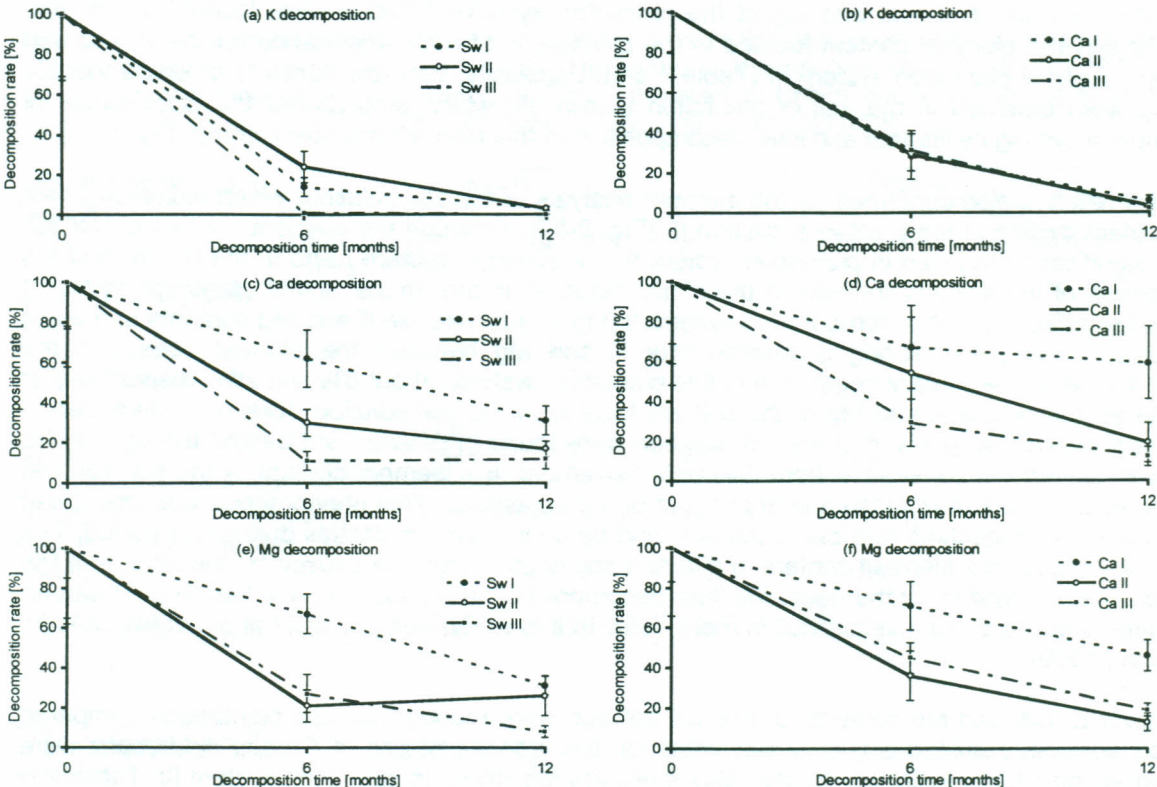 (a) K decomposition
Decomposition rate [%]
100
80
60
40
20
0
Sw I
Sw II
Sw III
0
6
12
Decomposition time [months]
(b) K decomposition
Decomposition rate [%]
100
80
60
40
20
0
Ca I
Ca II
Ca III
0
6
12
Decomposition time [months]
(c) Ca decomposition
Decomposition rate [%]
100
80
60
40
20
0
Sw I
Sw II
Sw III
0
6
12
Decomposition time [months]
(d) Ca decomposition
Decomposition rate [%]
100
80
60
40
20
0
Ca I
Ca II
Ca III
0
6
12
Decomposition time [months]
(e) Mg decomposition
Decomposition rate [%]
100
80
60
40
20
0
Sw I
Sw II
Sw III
0
6
12
Decomposition time [months]
(f) Mg decomposition
Decomposition rate [%]
100
80
60
40
20
0
Ca I
Ca II
Ca III
0
6
12
Decomposition time [months]